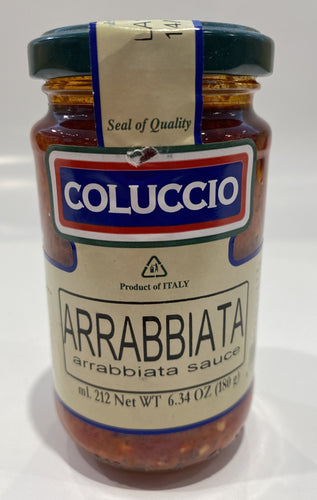 Seal of Quality
COLUCCIO
Product of ITALY
ARRABBIATA
arrabbiata sauce
ml. 212 Net WT 6.34 OZ (180 g)